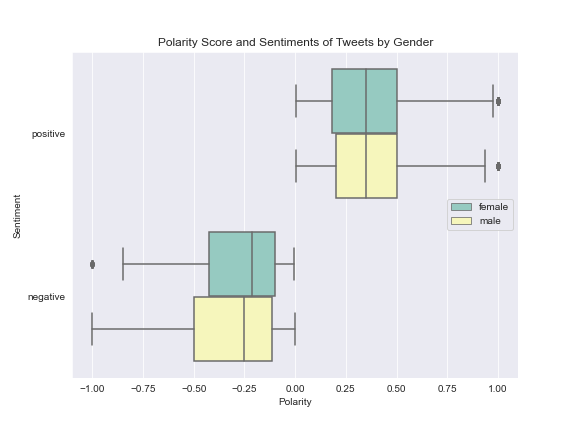 Polarity Score and Sentiments of Tweets by Gender
Sentiment
positive
negative
female
male
−1.00 −0.75 −0.50 −0.25 0.00 0.25 0.50 0.75 1.00
Polarity